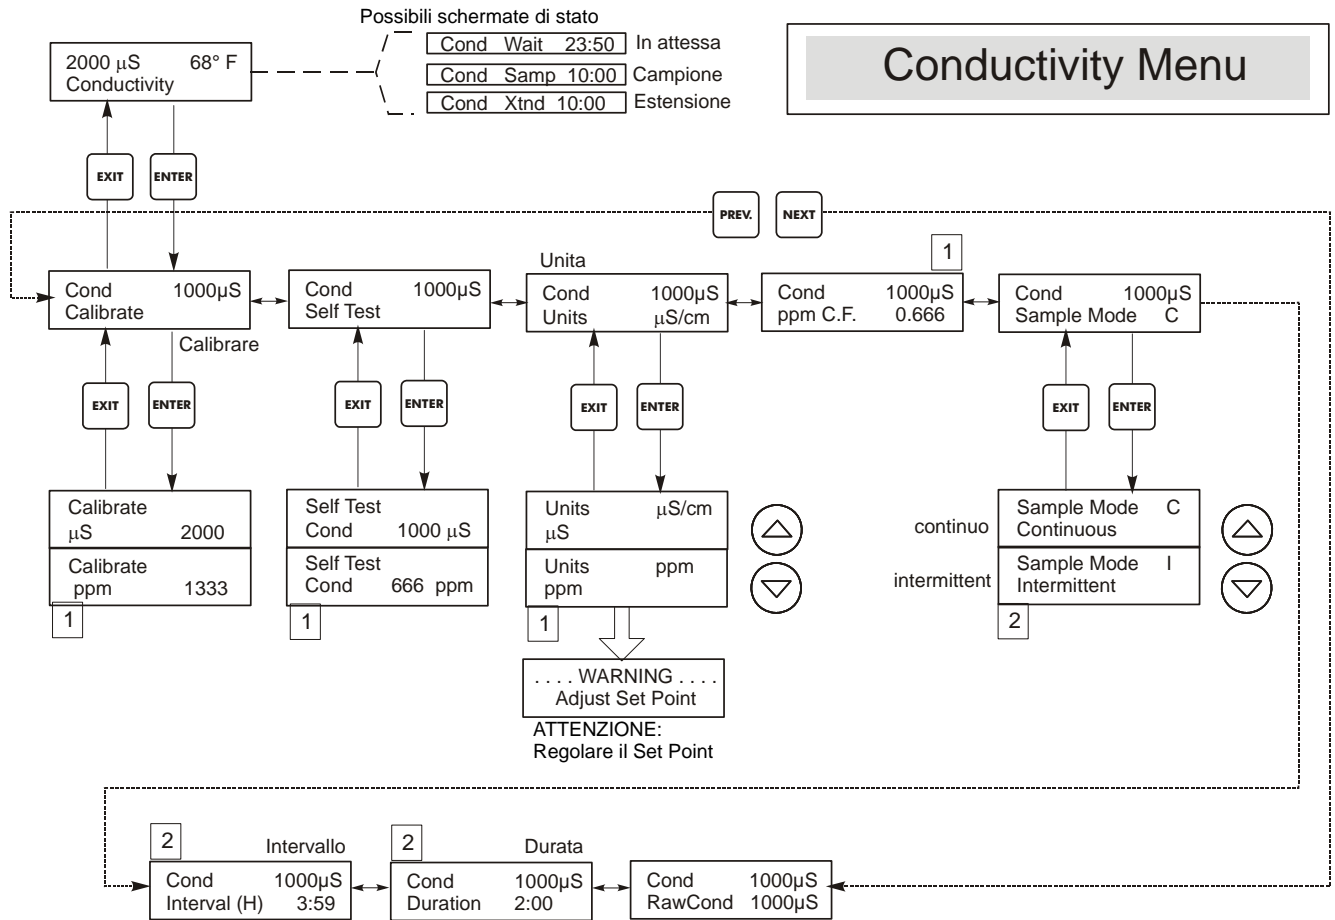 Possibili schermate di stato
Conductivity Menu
2000 µS 68° F
Conductivity
Cond Wait 23:50 In attessa
Cond Samp 10:00 Campione
Cond Xtnd 10:00 Estensione
EXIT ENTER
PREV. NEXT
Cond 1000µS
Calibrate
Calibrare
Cond 1000µS
Self Test
Unita
Cond 1000µS
Units µS/cm
1
Cond 1000µS
ppm C.F. 0.666
Cond 1000µS
Sample Mode C
EXIT ENTER
EXIT ENTER
EXIT ENTER
EXIT ENTER
Calibrate
µS 2000
Calibrate
ppm 1333
1
Self Test
Cond 1000 µS
Self Test
Cond 666 ppm
1
Units µS/cm
µS
Units ppm
ppm
1
. . . . WARNING . . . .
Adjust Set Point
ATTENZIONE:
Regolare il Set Point
continuo
Sample Mode C
Continuous
intermittent
Sample Mode I
Intermittent
2
2
Intervallo
Cond 1000µS
Interval (H) 3:59
2
Durata
Cond 1000µS
Duration 2:00
Cond 1000µS
RawCond 1000µS